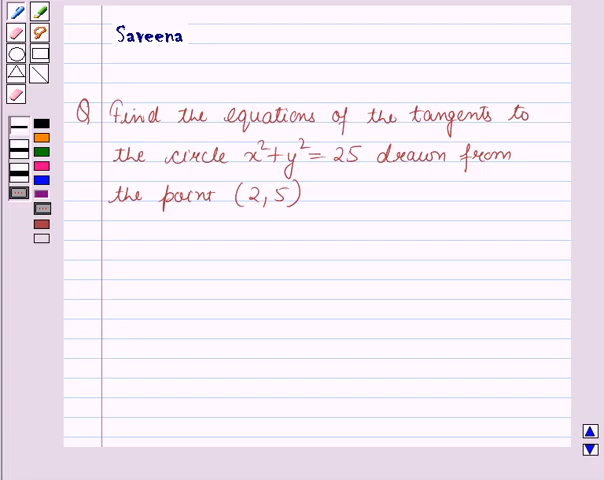 Saveena
Q Find the equations of the tangents to
the circle x²+y²=25 drawn from
the point (2,5)